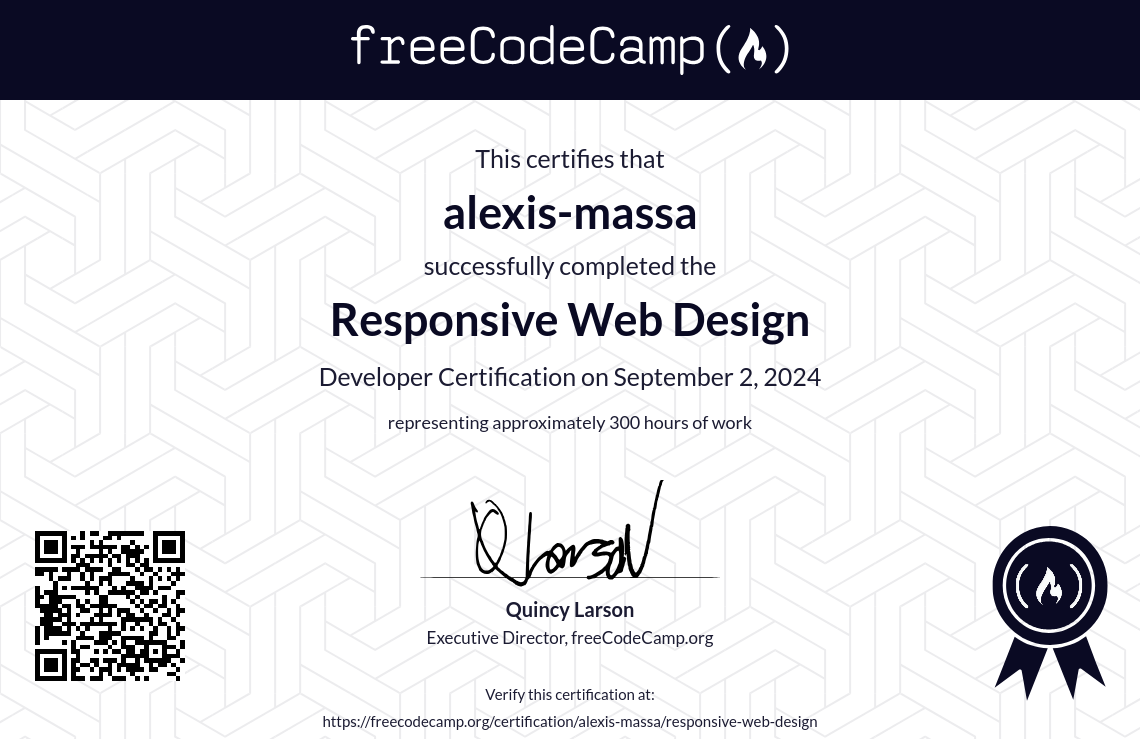 freeCodeCamp
This certifies that
alexis-massa
successfully completed the
Responsive Web Design
Developer Certification on September 2, 2024
representing approximately 300 hours of work
Q Larson
Quincy Larson
Executive Director, freeCodeCamp.org
Verify this certification at:
https://freecodecamp.org/certification/alexis-massa/responsive-web-design